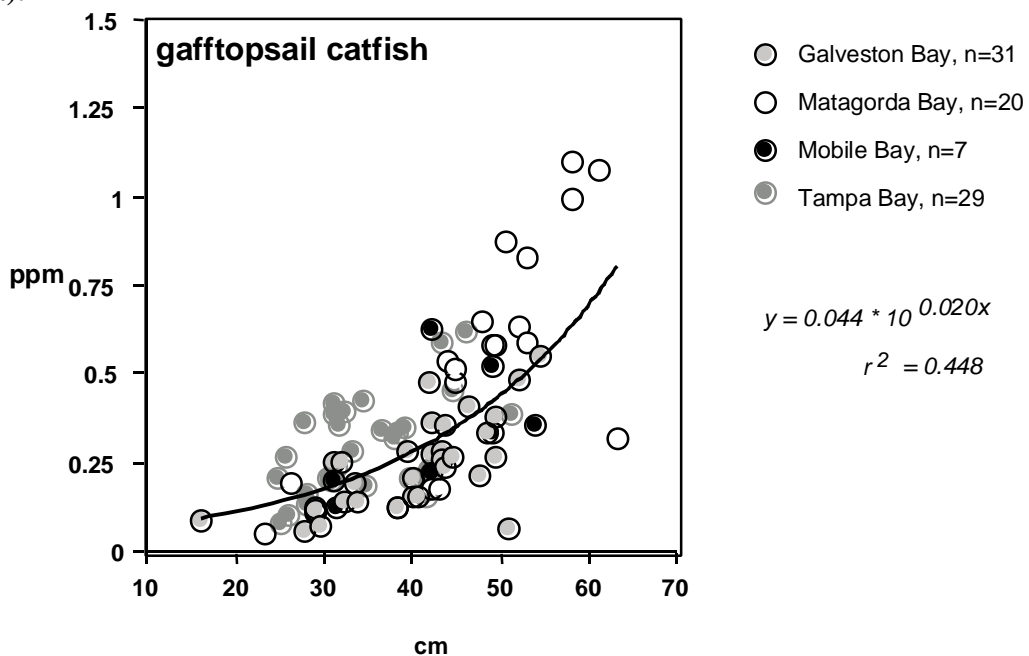 1.5
gafftopsail catfish
1.25
1
ppm
0.75
0.5
0.25
0
10 20 30 40 50 60 70
cm
Galveston Bay, n=31
Matagorda Bay, n=20
Mobile Bay, n=7
Tampa Bay, n=29
y = 0.044 * 10 0.020x
r 2 = 0.448